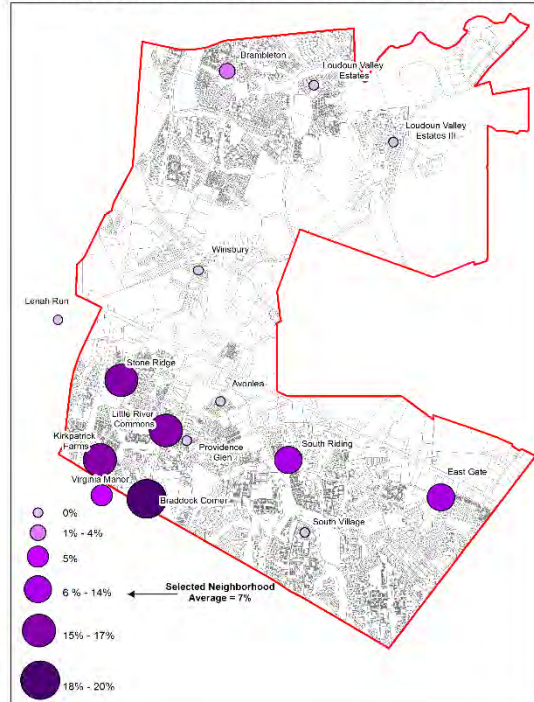 Brambleton
Loudoun Valley
Estates
Loudoun Valley
Estates III
Winsbury
Lenah Run
Stone Ridge
Avonlea
Little River
Commons
Kirkpatrick
Farms
Providence
Glen
South Riding
East Gate
Virginia Manor
Braddock Corner
South Village
0%
1% - 4%
5%
6 % - 14%
Selected Neighborhood
Average = 7%
15% - 17%
18% - 20%